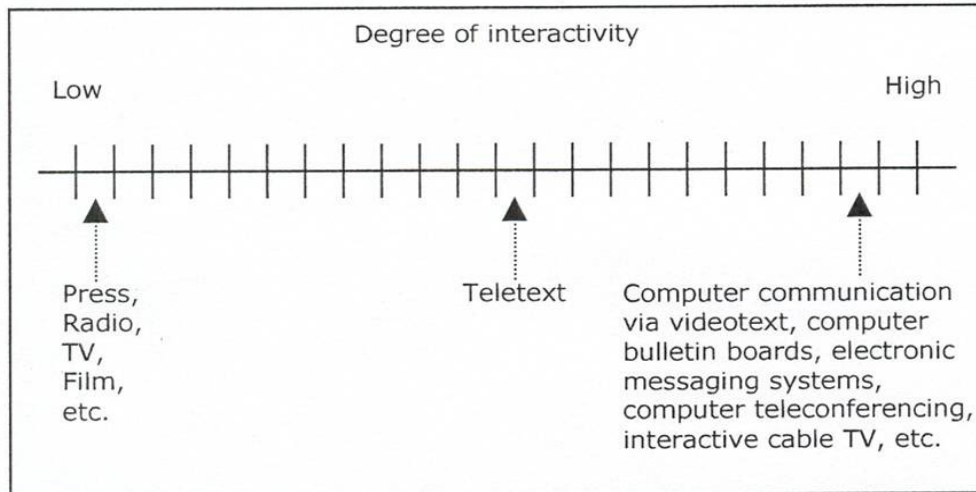 Degree of interactivity
Low
High
Press,
Radio,
TV,
Film,
etc.
Teletext
Computer communication
via videotext, computer
bulletin boards, electronic
messaging systems,
computer teleconferencing,
interactive cable TV, etc.